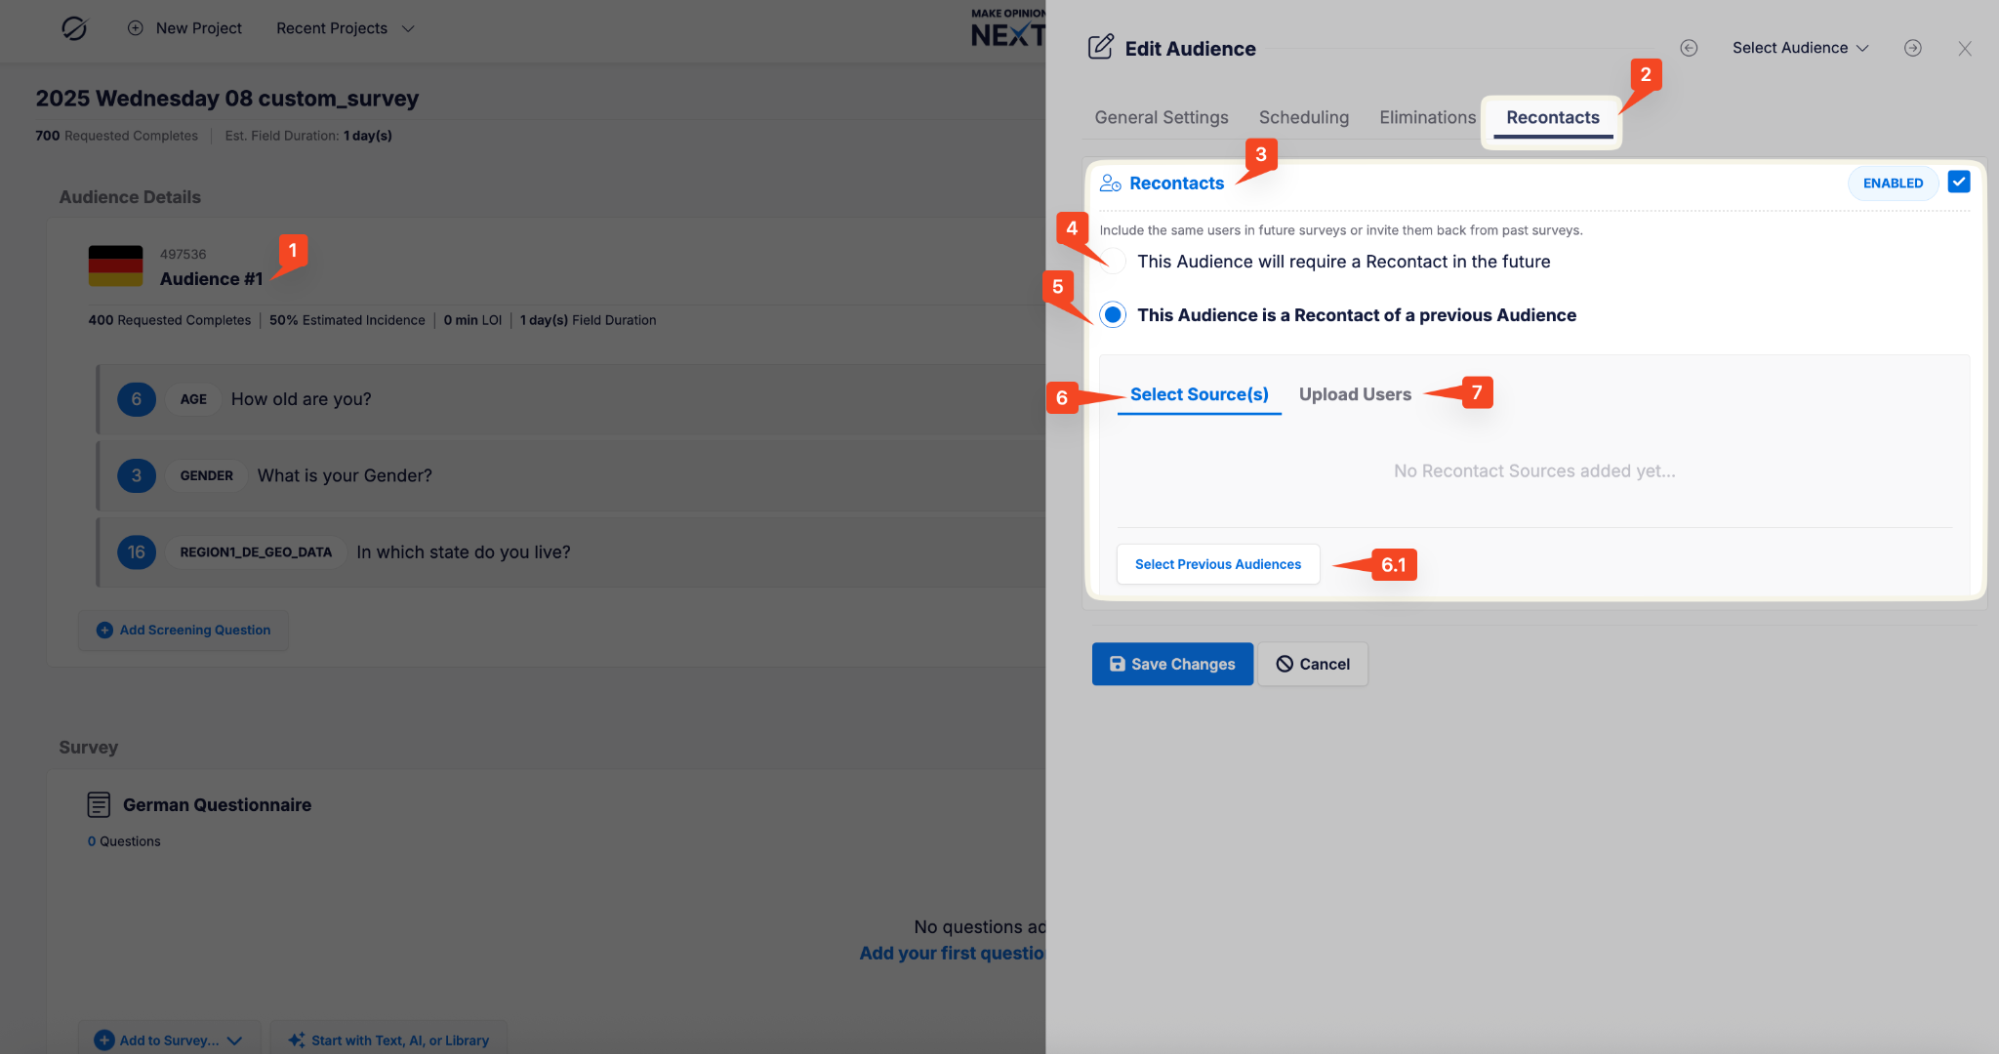 New Project
Recent Projects
MAKE OPINION
NEXT
2025 Wednesday 08 custom_survey
700 Requested Completes | Est. Field Duration: 1 day(s)
Audience Details
497536
Audience #1
1
400 Requested Completes | 50% Estimated Incidence | 0 min LOI | 1 day(s) Field Duration
6 AGE How old are you?
3 GENDER What is your Gender?
16 REGION1_DE_GEO_DATA In which state do you live?
Add Screening Question
Survey
German Questionnaire
0 Questions
No questions ad
Add your first questio
Add to Survey...
Start with Text, AI, or Library
Edit Audience
Select Audience
2
General Settings Scheduling Eliminations Recontacts
3
Recontacts
ENABLED
4
Include the same users in future surveys or invite them back from past surveys.
This Audience will require a Recontact in the future
5
This Audience is a Recontact of a previous Audience
6
Select Source(s) Upload Users
7
No Recontact Sources added yet...
Select Previous Audiences
6.1
Save Changes
Cancel